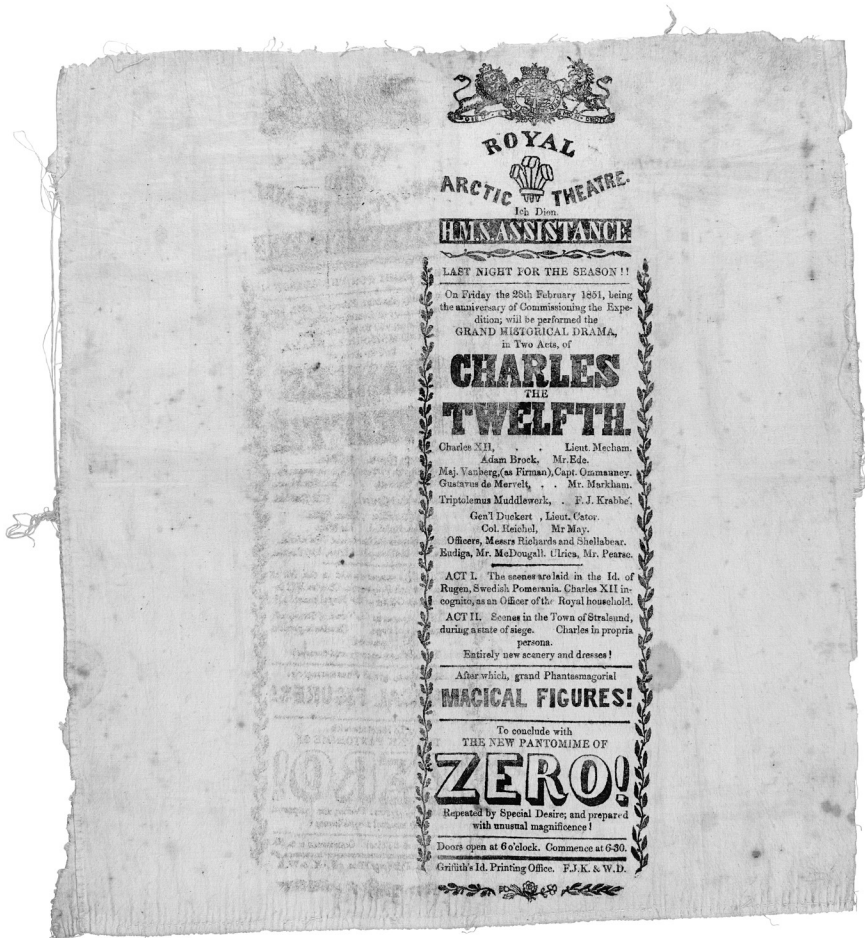 ROYAL
ARCTIC THEATRE.
Ich Dien.
H.M.S. ASSISTANCE
LAST NIGHT FOR THE SEASON!!
On Friday the 28th February 1851, being
the anniversary of Commissioning the Expe-
dition; will be performed the
GRAND HISTORICAL DRAMA,
in Two Acts, of
CHARLES
THE
TWELFTH.
Charles XII, . . Lieut. Mecham.
Adam Brock, Mr. Ede.
Maj. Vanberg, (as Firman), Capt. Ommanney.
Gustavus de Mervelt, . . Mr. Markham.
Triptolemus Muddlewerk, . F. J. Krabbé.
Gen'l Duckert , Lieut. Cator.
Col. Reichel, Mr May.
Officers, Messrs Richards and Shellabear.
Eudiga, Mr. McDougall. Ulrica, Mr. Pearse.
ACT I. The scenes are laid in the Id. of
Rugen, Swedish Pomerania. Charles XII in-
cognito, as an Officer of the Royal household.
ACT II. Scenes in the Town of Stralsund,
during a state of siege. Charles in propria
persona.
Entirely new scenery and dresses!
After which, grand Phantasmagorial
MAGICAL FIGURES!
To conclude with
THE NEW PANTOMIME OF
ZERO!
Repeated by Special Desire; and prepared
with unusual magnificence!
Doors open at 6 o'clock. Commence at 6-30.
Griffith's Id. Printing Office. F.J.K. & W.D.